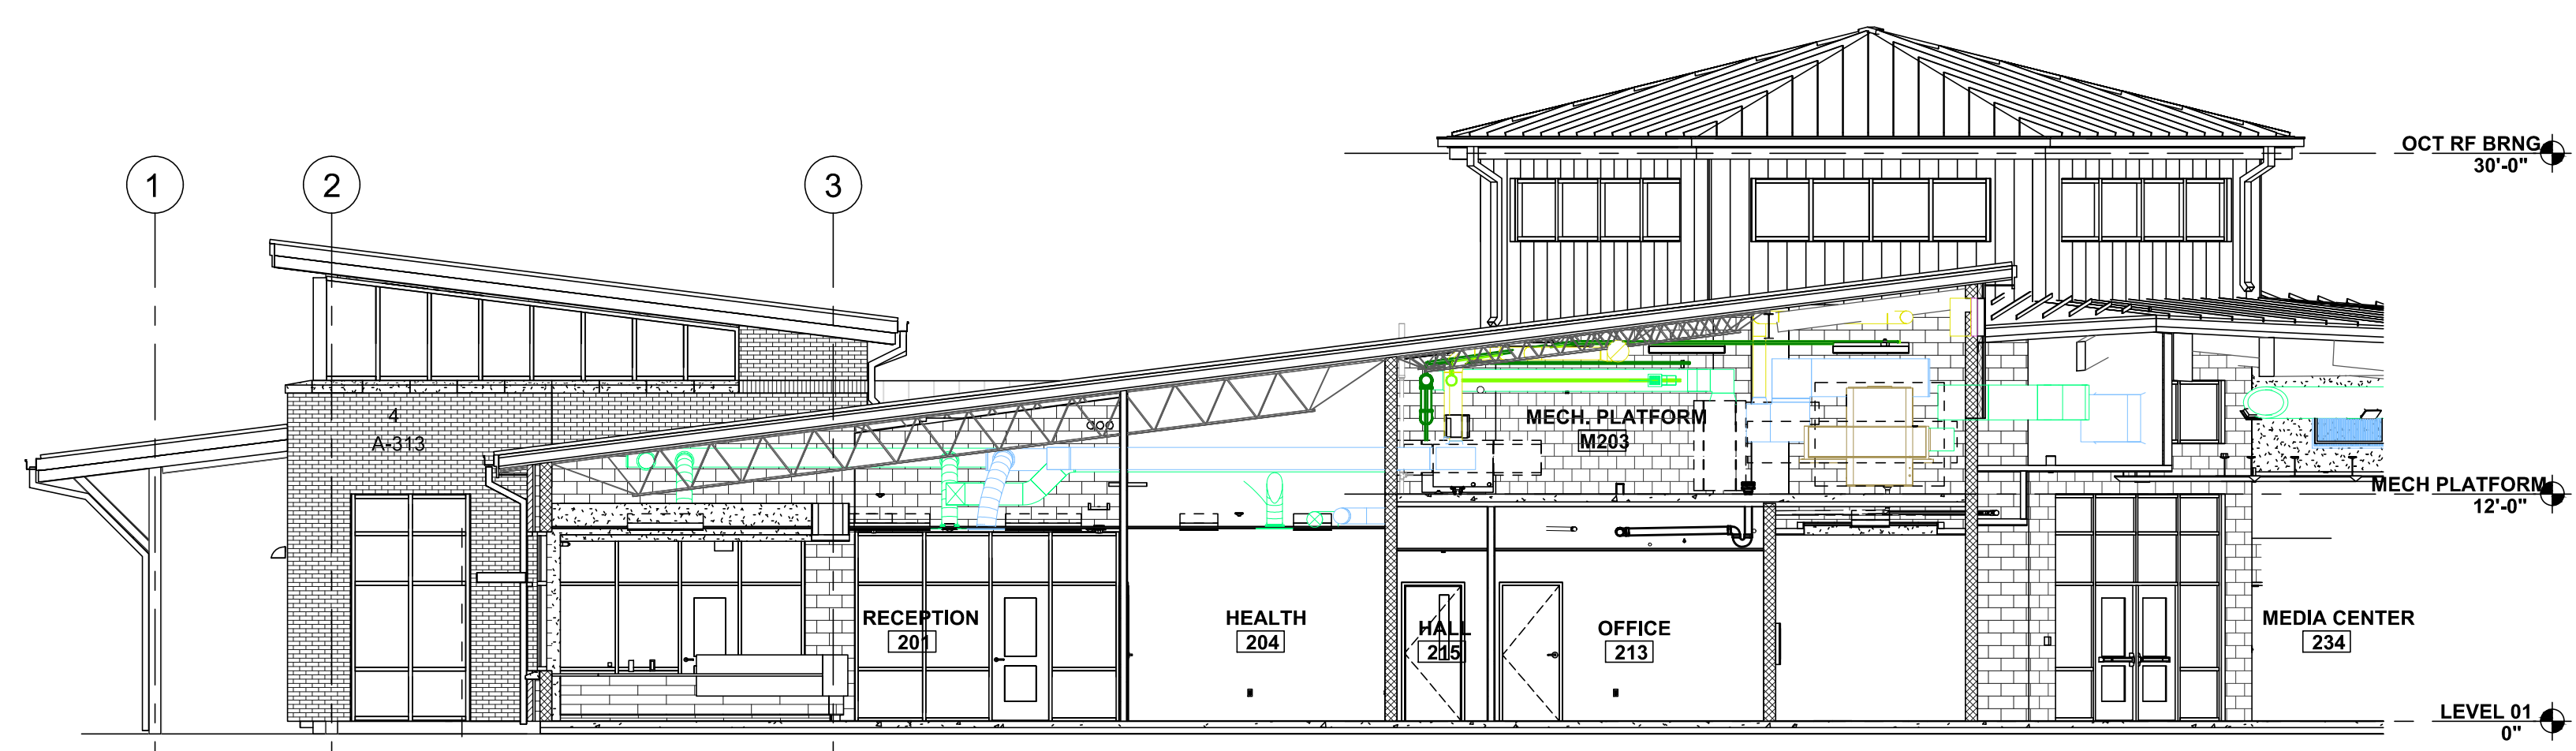 OCT RF BRNG
30'-0"
1
2
3
4
A-313
MECH. PLATFORM
M203
MECH PLATFORM
12'-0"
RECEPTION
201
HEALTH
204
HALL
215
OFFICE
213
MEDIA CENTER
234
LEVEL 01
0"